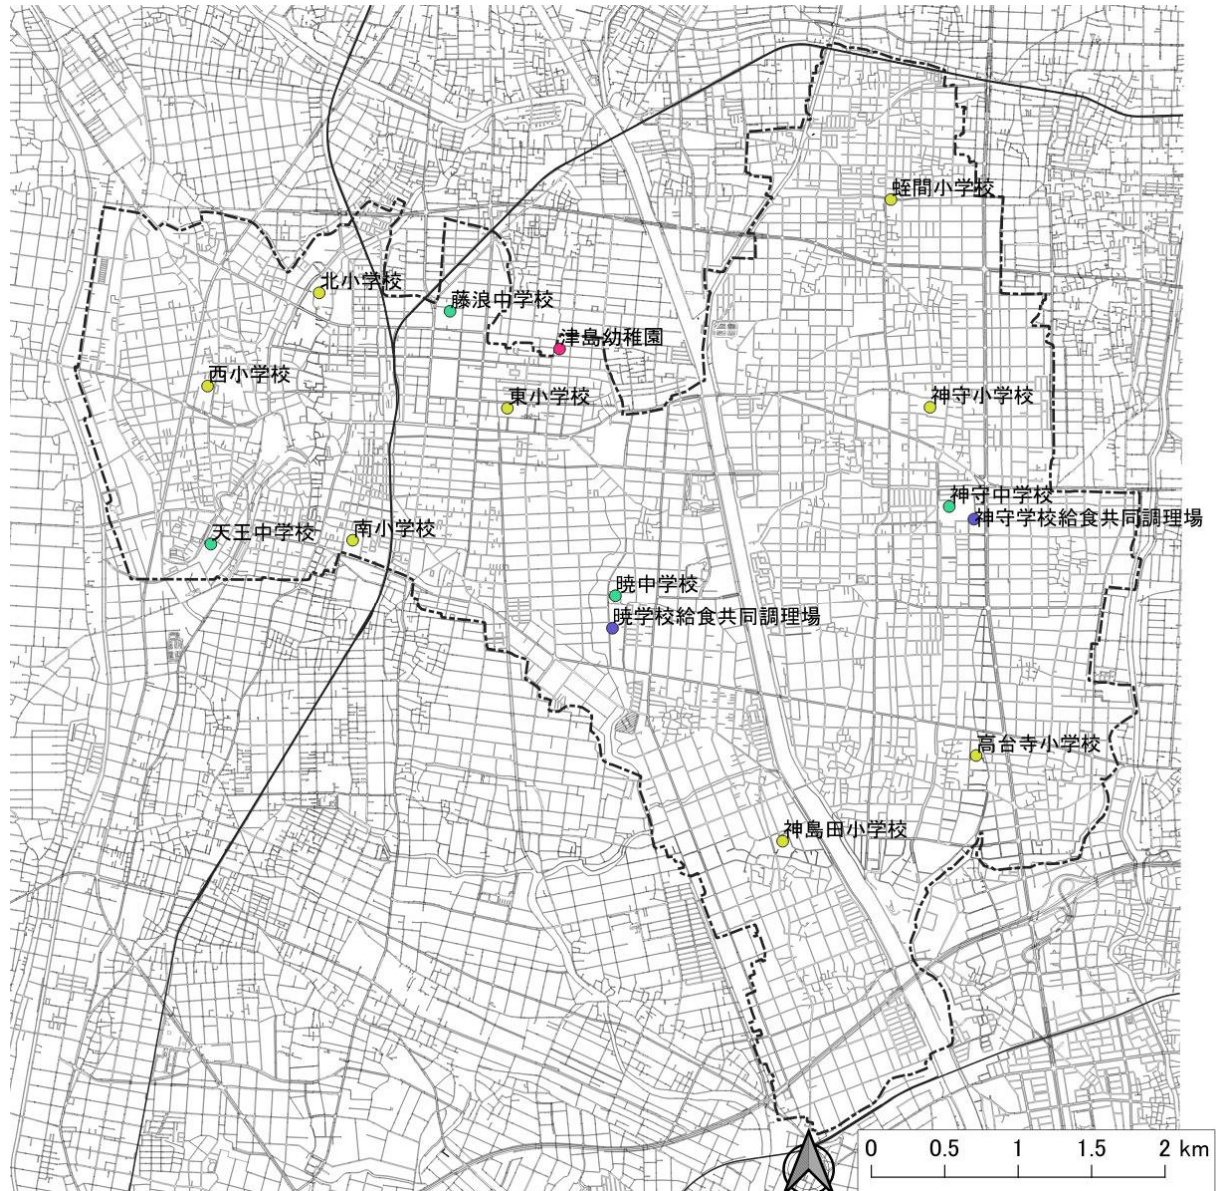 蛭間小学校
北小学校
藤浪中学校
津島幼稚園
西小学校
東小学校
神守小学校
神守中学校
神守学校給食共同調理場
天王中学校
南小学校
暁中学校
暁学校給食共同調理場
高台寺小学校
神島田小学校
0 0.5 1 1.5 2 km